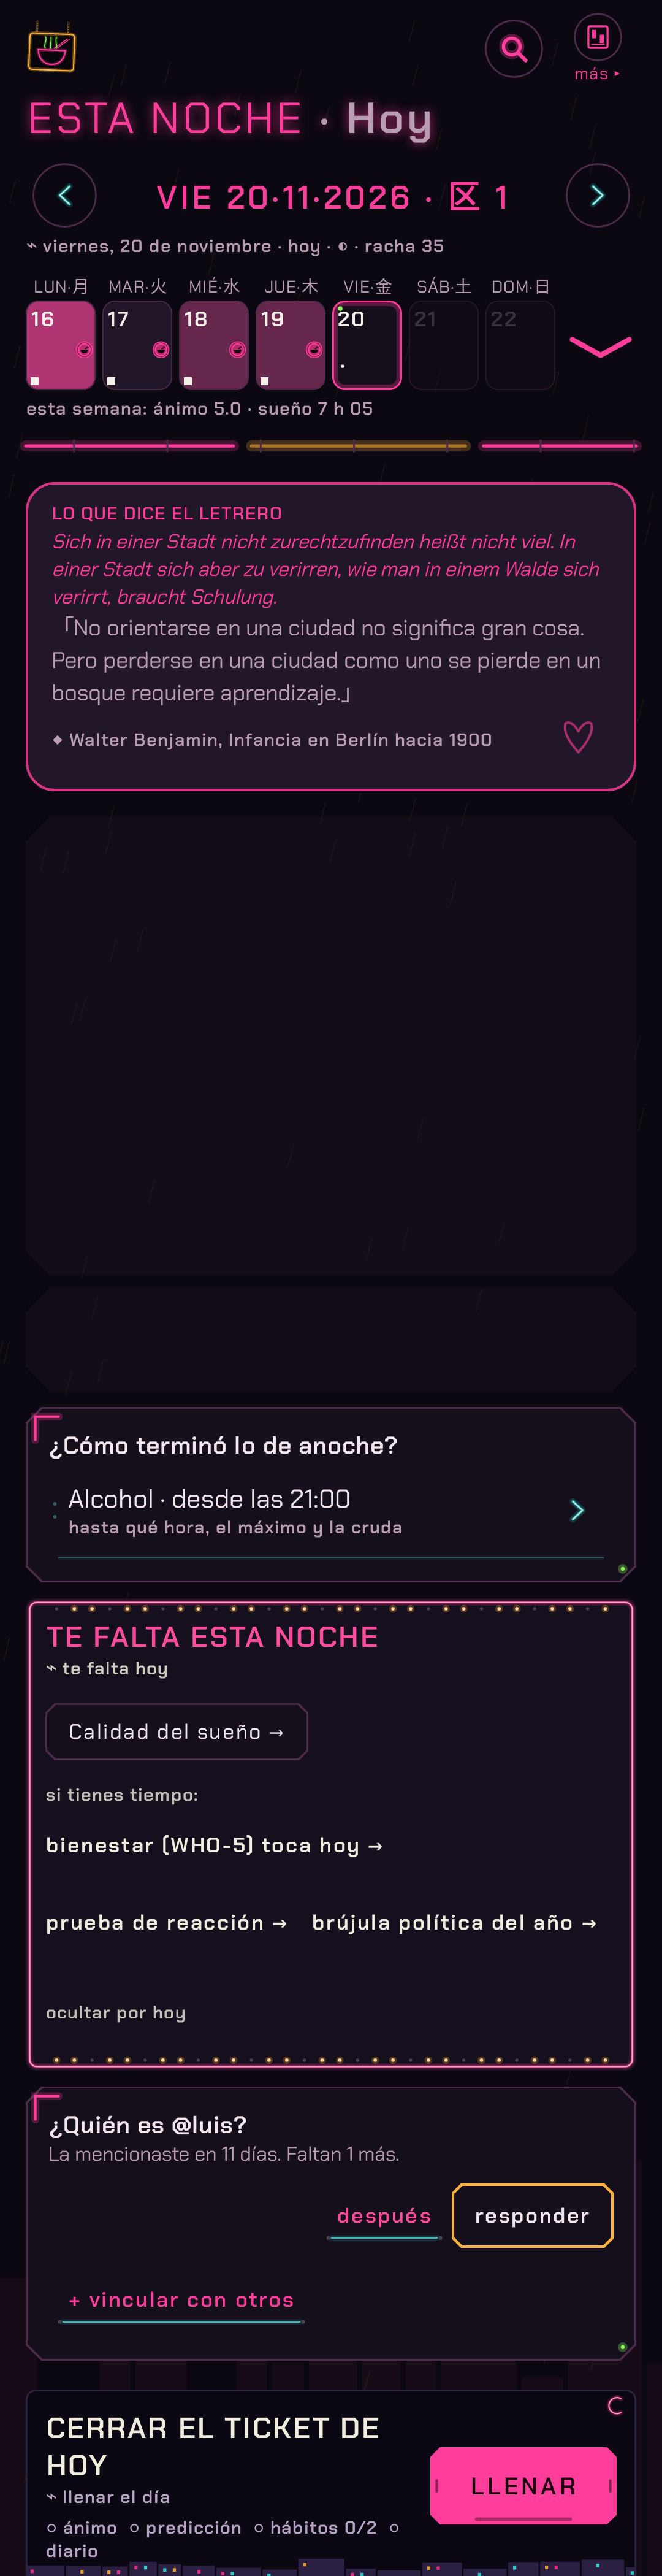 más ▸
ESTA NOCHE · Hoy
VIE 20·11·2026 · 区 1
⌁ viernes, 20 de noviembre · hoy · ◐ · racha 35
LUN·月 MAR·火 MIÉ·水 JUE·木 VIE·金 SÁB·土 DOM·日
16 17 18 19 20 21 22
esta semana: ánimo 5.0 · sueño 7 h 05
LO QUE DICE EL LETRERO
Sich in einer Stadt nicht zurechtzufinden heißt nicht viel. In
einer Stadt sich aber zu verirren, wie man in einem Walde sich
verirrt, braucht Schulung.
「No orientarse en una ciudad no significa gran cosa.
Pero perderse en una ciudad como uno se pierde en un
bosque requiere aprendizaje.」
◆ Walter Benjamin, Infancia en Berlín hacia 1900
¿Cómo terminó lo de anoche?
Alcohol · desde las 21:00
hasta qué hora, el máximo y la cruda
TE FALTA ESTA NOCHE
⌁ te falta hoy
Calidad del sueño →
si tienes tiempo:
bienestar (WHO-5) toca hoy →
prueba de reacción → brújula política del año →
ocultar por hoy
¿Quién es @luis?
La mencionaste en 11 días. Faltan 1 más.
después responder
+ vincular con otros
CERRAR EL TICKET DE
HOY
⌁ llenar el día
LLENAR
○ ánimo ○ predicción ○ hábitos 0/2 ○
diario